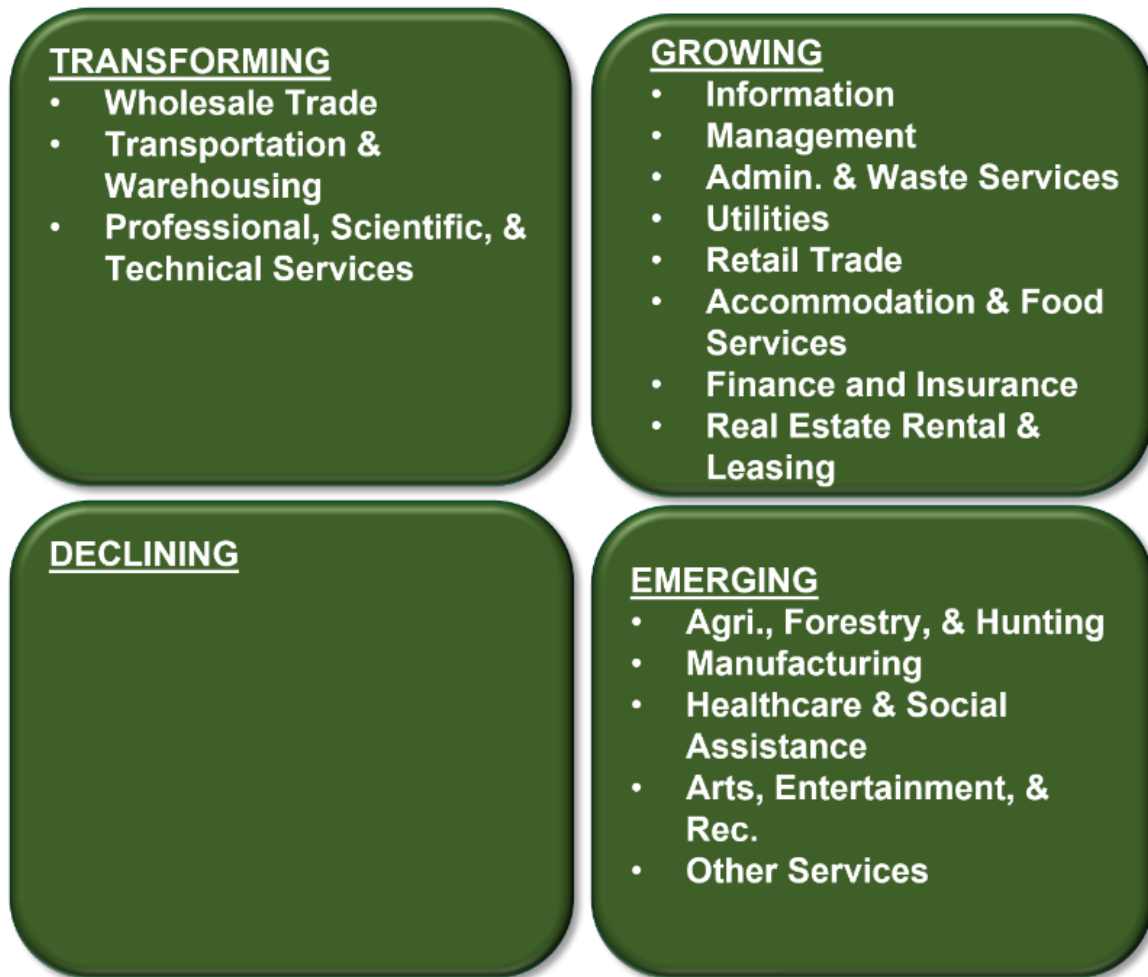 TRANSFORMING
• Wholesale Trade
• Transportation &
Warehousing
• Professional, Scientific, &
Technical Services
GROWING
• Information
• Management
• Admin. & Waste Services
• Utilities
• Retail Trade
• Accommodation & Food
Services
• Finance and Insurance
• Real Estate Rental &
Leasing
DECLINING
EMERGING
• Agri., Forestry, & Hunting
• Manufacturing
• Healthcare & Social
Assistance
• Arts, Entertainment, &
Rec.
• Other Services